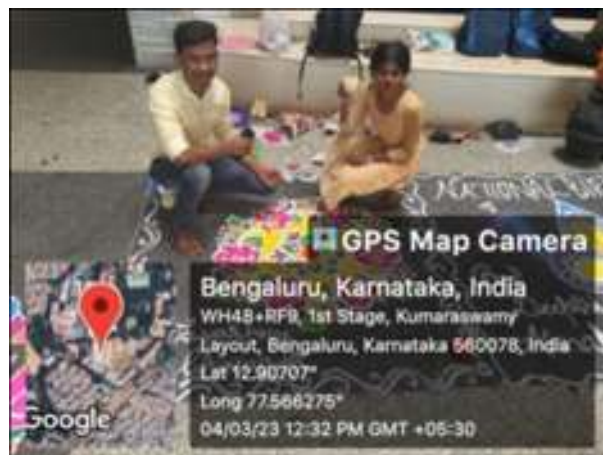 NATIONAL
GPS Map Camera
Bengaluru, Karnataka, India
WH48+RF9, 1st Stage, Kumaraswamy
Layout, Bengaluru, Karnataka 560078, India
Lat 12.90707°
Long 77.566275°
04/03/23 12:32 PM GMT +05:30
Google